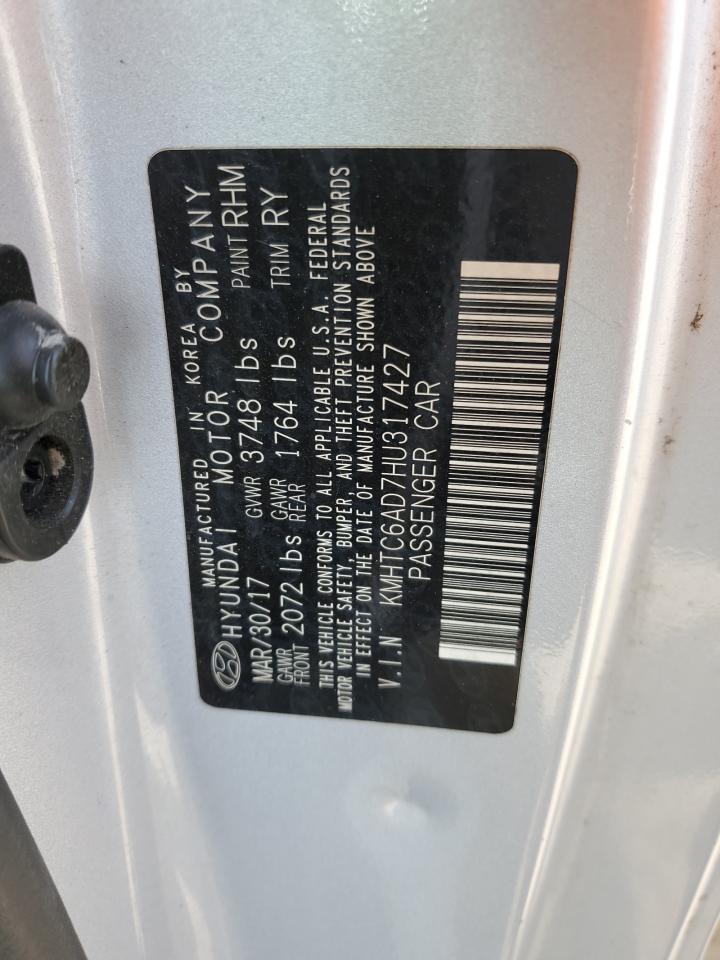 MANUFACTURED IN KOREA BY
HYUNDAI MOTOR COMPANY
MAR/30/17 GVWR 3748 lbs PAINT RHM
GAWR FRONT 2072 lbs GAWR REAR 1764 lbs TRIM RY
THIS VEHICLE CONFORMS TO ALL APPLICABLE U.S.A. FEDERAL
MOTOR VEHICLE SAFETY, BUMPER, AND THEFT PREVENTION STANDARDS
IN EFFECT ON THE DATE OF MANUFACTURE SHOWN ABOVE
V.I.N KMHTC6AD7HU317427
PASSENGER CAR